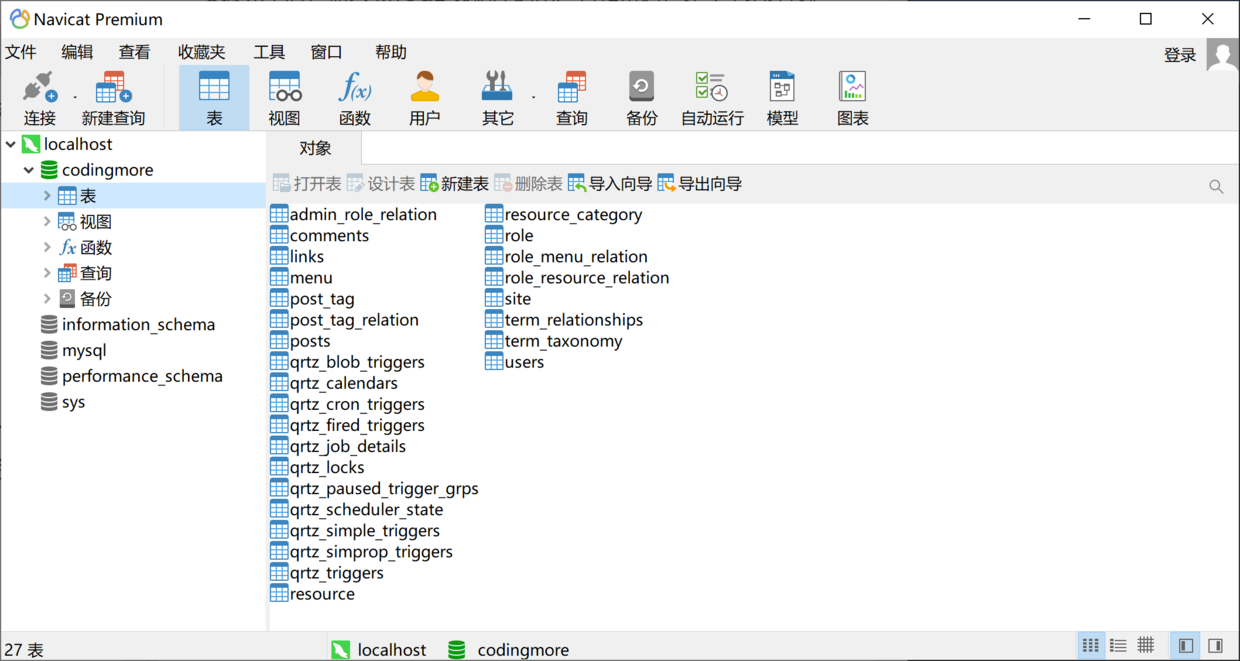 Navicat Premium
文件 编辑 查看 收藏夹 工具 窗口 帮助 登录
连接 新建查询 表 视图 函数 用户 其它 查询 备份 自动运行 模型 图表
localhost
codingmore
表
视图
函数
查询
备份
information_schema
mysql
performance_schema
sys
对象
打开表 设计表 新建表 删除表 导入向导 导出向导
admin_role_relation
comments
links
menu
post_tag
post_tag_relation
posts
qrtz_blob_triggers
qrtz_calendars
qrtz_cron_triggers
qrtz_fired_triggers
qrtz_job_details
qrtz_locks
qrtz_paused_trigger_grps
qrtz_scheduler_state
qrtz_simple_triggers
qrtz_simprop_triggers
qrtz_triggers
resource
resource_category
role
role_menu_relation
role_resource_relation
site
term_relationships
term_taxonomy
users
27 表 localhost codingmore